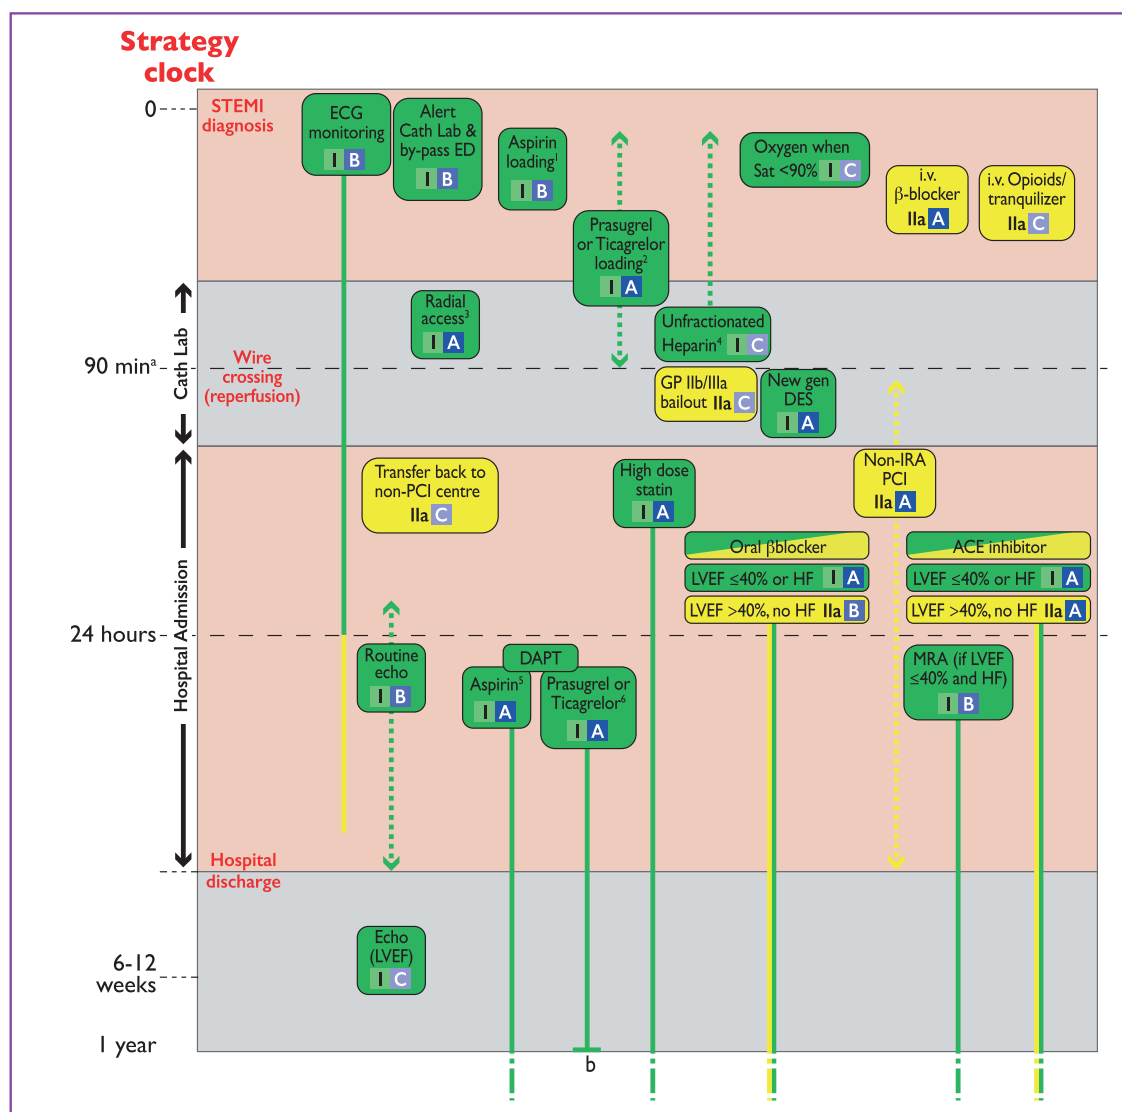 Strategy
clock
0
STEMI
diagnosis
ECG
monitoring
I B
Alert
Cath Lab &
by-pass ED
I B
Aspirin
loading¹
I B
Prasugrel
or Ticagrelor
loading²
I A
Oxygen when
Sat <90% I C
i.v.
β-blocker
IIa A
i.v. Opioids/
tranquilizer
IIa C
Cath Lab
90 minᵃ
Wire
crossing
(reperfusion)
Radial
access³
I A
Unfractionated
Heparin⁴ I C
GP IIb/IIIa
bailout IIa C
New gen
DES
I A
Hospital Admission
Transfer back to
non-PCI centre
IIa C
High dose
statin
I A
Non-IRA
PCI
IIa A
Oral βblocker
LVEF ≤40% or HF I A
LVEF >40%, no HF IIa B
ACE inhibitor
LVEF ≤40% or HF I A
LVEF >40%, no HF IIa A
24 hours
Routine
echo
I B
DAPT
Aspirin⁵
I A
Prasugrel or
Ticagrelor⁶
I A
MRA (if LVEF
≤40% and HF)
I B
Hospital
discharge
6-12
weeks
Echo
(LVEF)
I C
1 year
b